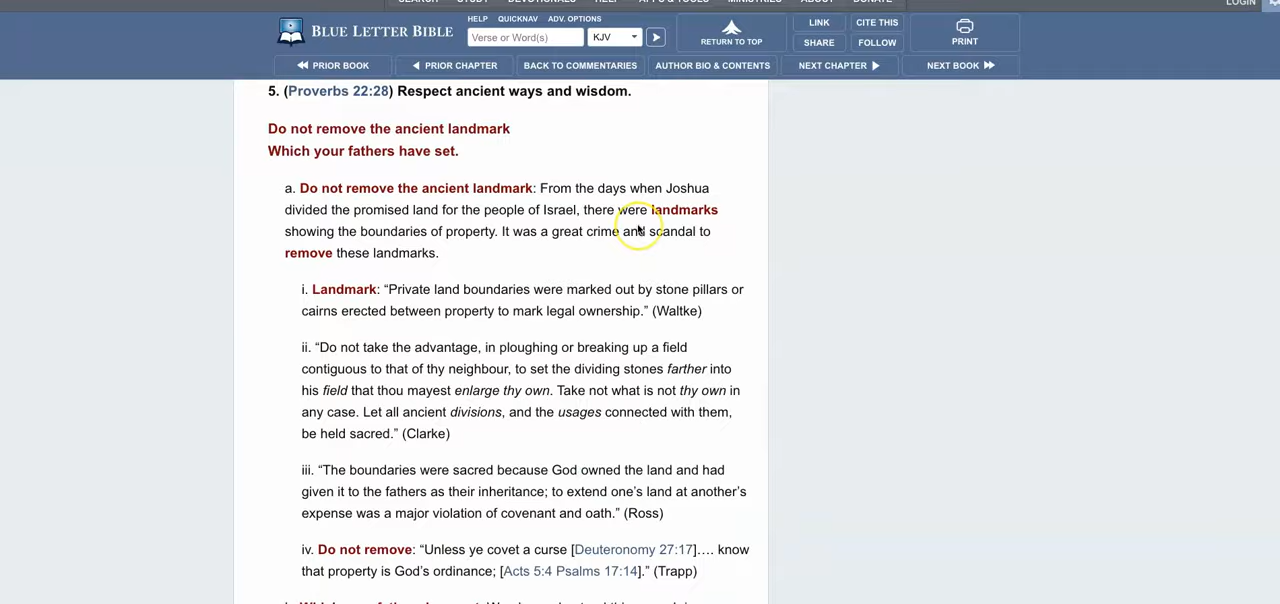 HELP QUICKNAV ADV. OPTIONS
BLUE LETTER BIBLE
Verse or Word(s) KJV
RETURN TO TOP
LINK CITE THIS
SHARE FOLLOW
PRINT
LOGIN
PRIOR BOOK PRIOR CHAPTER BACK TO COMMENTARIES AUTHOR BIO & CONTENTS NEXT CHAPTER NEXT BOOK
5. (Proverbs 22:28) Respect ancient ways and wisdom.
Do not remove the ancient landmark
Which your fathers have set.
a. Do not remove the ancient landmark: From the days when Joshua
divided the promised land for the people of Israel, there were landmarks
showing the boundaries of property. It was a great crime and scandal to
remove these landmarks.
i. Landmark: “Private land boundaries were marked out by stone pillars or
cairns erected between property to mark legal ownership.” (Waltke)
ii. “Do not take the advantage, in ploughing or breaking up a field
contiguous to that of thy neighbour, to set the dividing stones farther into
his field that thou mayest enlarge thy own. Take not what is not thy own in
any case. Let all ancient divisions, and the usages connected with them,
be held sacred.” (Clarke)
iii. “The boundaries were sacred because God owned the land and had
given it to the fathers as their inheritance; to extend one’s land at another’s
expense was a major violation of covenant and oath.” (Ross)
iv. Do not remove: “Unless ye covet a curse [Deuteronomy 27:17]…. know
that property is God’s ordinance; [Acts 5:4 Psalms 17:14].” (Trapp)